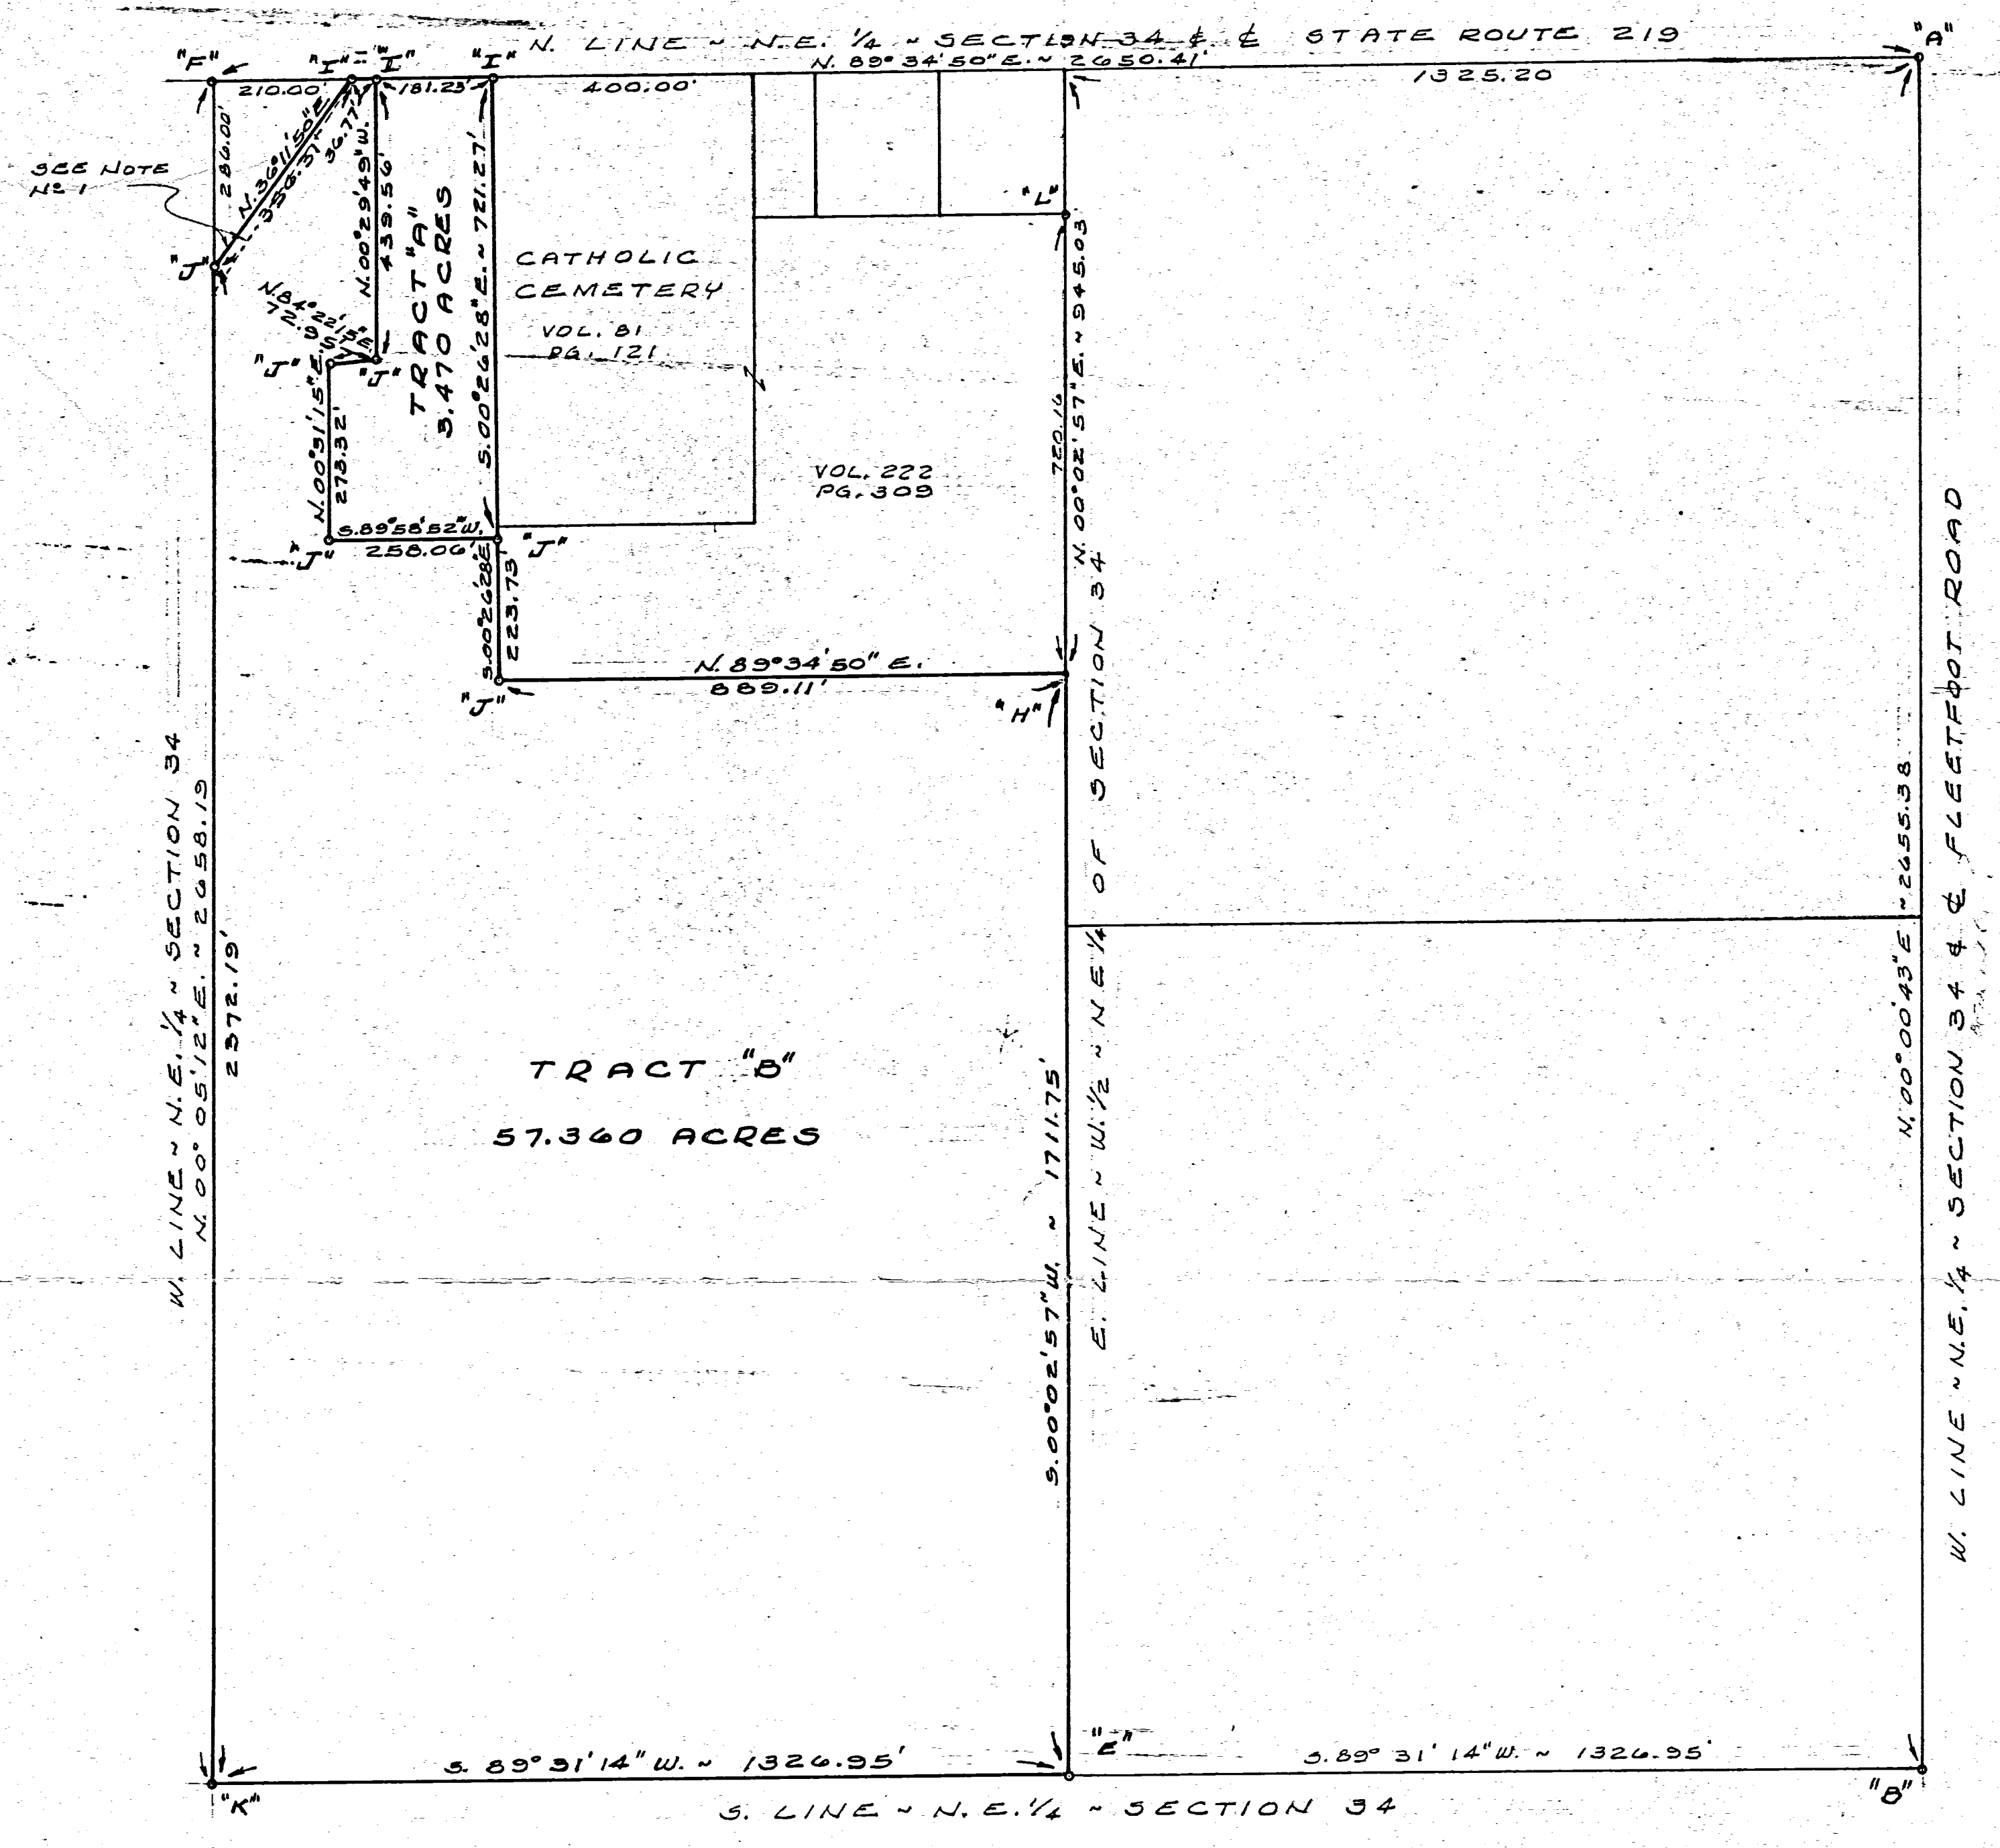 N. LINE ~ N.E. 1/4 ~ SECTION 34 & ℄ STATE ROUTE 219
N. 89° 34' 50" E. ~ 2650.41'
"A"
"F"
"I"
"I"
"I"
210.00'
181.23'
400.00'
1325.20
286.00'
N. 36° 11' 50" E.
36.77'
SEE NOTE
Nº 1
"J"
N. 00° 29' 49" W.
439.56'
TRACT "A"
3.470 ACRES
S. 00° 26' 28" E. ~ 721.27'
CATHOLIC
CEMETERY
VOL. 81
PG. 121
"L"
N. 84° 22' 15" E.
"J"
"J"
N. 00° 31' 15" E.
273.32'
VOL. 222
PG. 309
720.16
N. 00° 02' 57" E. ~ 945.03
S. 89° 58' 52" W.
258.06'
"J"
"J"
S. 00° 26' 28" E.
223.73'
N. 89° 34' 50" E.
889.11'
"J"
"H"
W. LINE ~ N.E. 1/4 ~ SECTION 34
N. 00° 05' 12" E. ~ 2658.19
2372.19'
TRACT "B"
57.360 ACRES
S. 00° 02' 57" W. ~ 1711.75'
E. LINE ~ W. 1/2 ~ N E 1/4 OF SECTION 34
N. 00° 00' 43" E ~ 2655.38
W. LINE ~ N.E. 1/4 ~ SECTION 34 & ℄ FLEETFOOT ROAD
S. 89° 31' 14" W. ~ 1326.95'
"E"
S. 89° 31' 14" W. ~ 1326.95'
"K"
"B"
S. LINE ~ N. E. 1/4 ~ SECTION 34